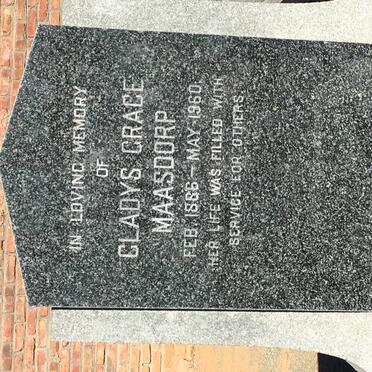 IN LOVING MEMORY
OF
GLADYS GRACE
MAASDORP
FEB. 1886 — MAY 1960
HER LIFE WAS FILLED WITH
SERVICE FOR OTHERS.